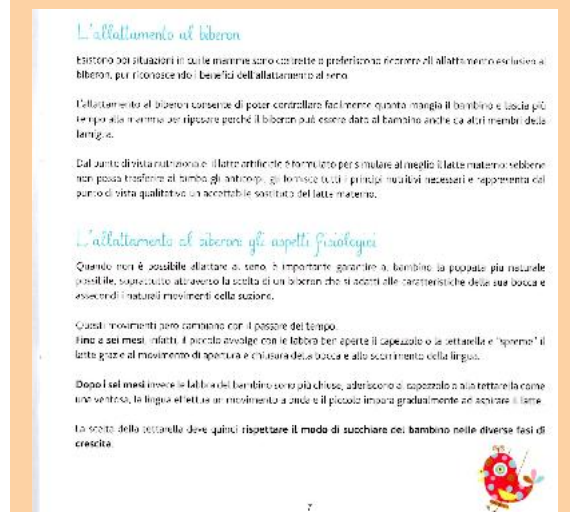 L'allattamento al biberon
Esistono poi situazioni in cui le mamme sono costrette o preferiscono ricorrere all'allattamento esclusivo al
biberon, pur riconoscendo i benefici dell'allattamento al seno.
L'allattamento al biberon consente di poter controllare facilmente quanto mangia il bambino e lascia più
tempo alla mamma per riposare perché il biberon può essere dato al bambino anche da altri membri della
famiglia.
Dal punto di vista nutrizionale, il latte artificiale è formulato per simulare al meglio il latte materno: sebbene
non possa trasferire al bimbo gli anticorpi, gli fornisce tutti i principi nutritivi necessari e rappresenta dal
punto di vista qualitativo un accettabile sostituto del latte materno.
L'allattamento al biberon: gli aspetti fisiologici
Quando non è possibile allattare al seno, è importante garantire al bambino la poppata più naturale
possibile, soprattutto attraverso la scelta di un biberon che si adatti alle caratteristiche della sua bocca e
assecondi i naturali movimenti della suzione.
Questi movimenti però cambiano con il passare del tempo.
Fino a sei mesi, infatti, il piccolo avvolge con le labbra ben aperte il capezzolo o la tettarella e "spreme" il
latte grazie al movimento di apertura e chiusura della bocca e allo scorrimento della lingua.
Dopo i sei mesi invece le labbra del bambino sono più chiuse, aderiscono al capezzolo o alla tettarella come
una ventosa, la lingua effettua un movimento a onda e il piccolo impara gradualmente ad aspirare il latte.
La scelta della tettarella deve quindi rispettare il modo di succhiare del bambino nelle diverse fasi di
crescita.
7